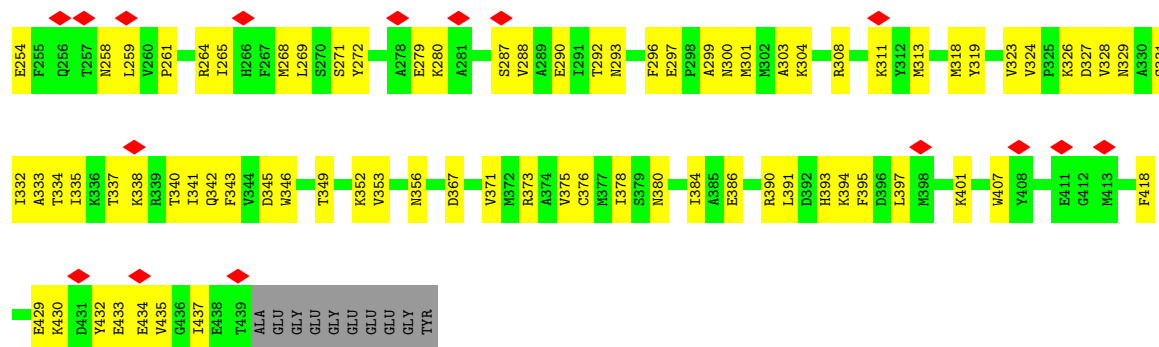 E254 F255 Q256 T257 N258 L259 V260 P261 R264 I265 H266 F267 M268 L269 S270 S271 Y272 A278 E279 K280 A281 S287 V288 A289 E290 I291 T292 N293 F296 E297 P298 A299 N300 M301 M302 A303 K304 R308 K311 Y312 M313 M318 Y319 V323 V324 P325 K326 D327 V328 N329 A330
I332 A333 T334 I335 K336 T337 K338 R339 T340 I341 Q342 F343 V344 D345 W346 T349 K352 V353 N356 D367 V371 M372 R373 A374 V375 C376 M377 I378 S379 N380 I384 A385 E386 R390 L391 D392 H393 K394 F395 D396 L397 M398 K401 W407 Y408 E411 G412 M413 F418
E429 K430 D431 Y432 E433 E434 V435 G436 I437 E438 T439 ALA GLU GLY GLU GLY GLU GLU GLU GLY TYR